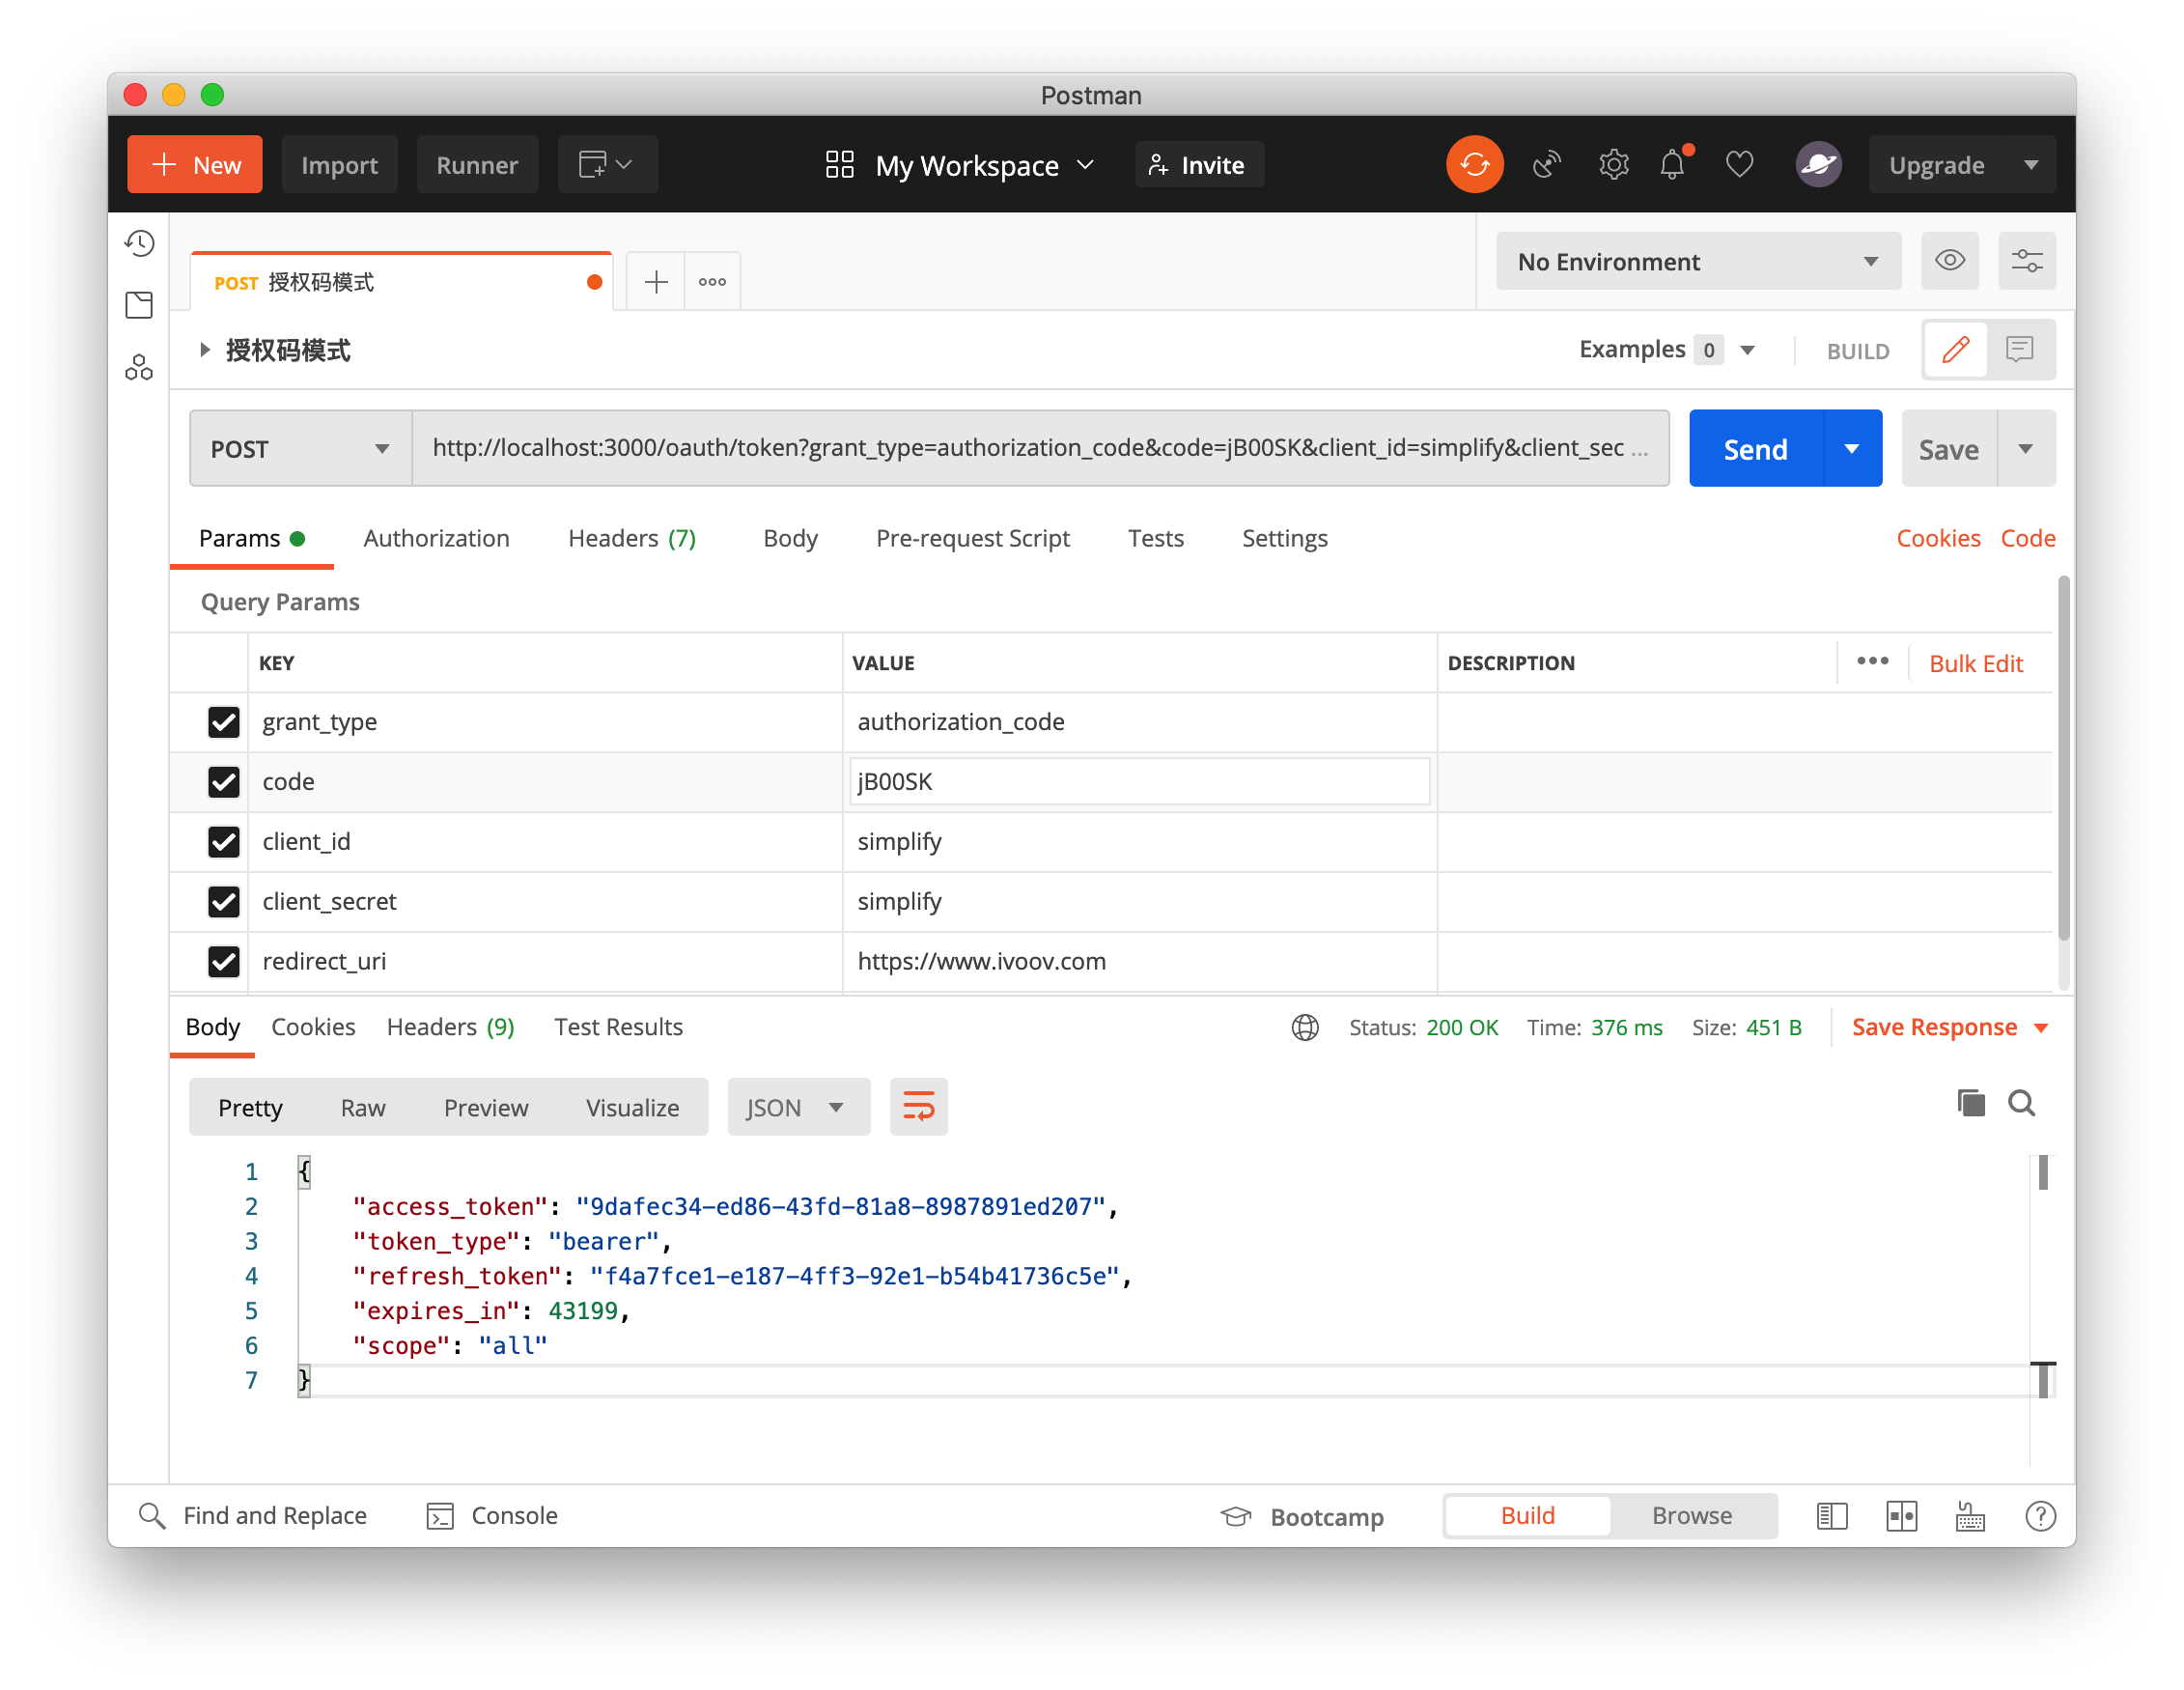 Postman
New Import Runner My Workspace Invite Upgrade
POST 授权码模式 No Environment
授权码模式 Examples 0 BUILD
POST http://localhost:3000/oauth/token?grant_type=authorization_code&code=jB00SK&client_id=simplify&client_sec ... Send Save
Params Authorization Headers (7) Body Pre-request Script Tests Settings Cookies Code
Query Params
KEY VALUE DESCRIPTION Bulk Edit
grant_type authorization_code
code jB00SK
client_id simplify
client_secret simplify
redirect_uri https://www.ivoov.com
Body Cookies Headers (9) Test Results Status: 200 OK Time: 376 ms Size: 451 B Save Response
Pretty Raw Preview Visualize JSON
1 {
2 "access_token": "9dafec34-ed86-43fd-81a8-8987891ed207",
3 "token_type": "bearer",
4 "refresh_token": "f4a7fce1-e187-4ff3-92e1-b54b41736c5e",
5 "expires_in": 43199,
6 "scope": "all"
7 }
Find and Replace Console Bootcamp Build Browse